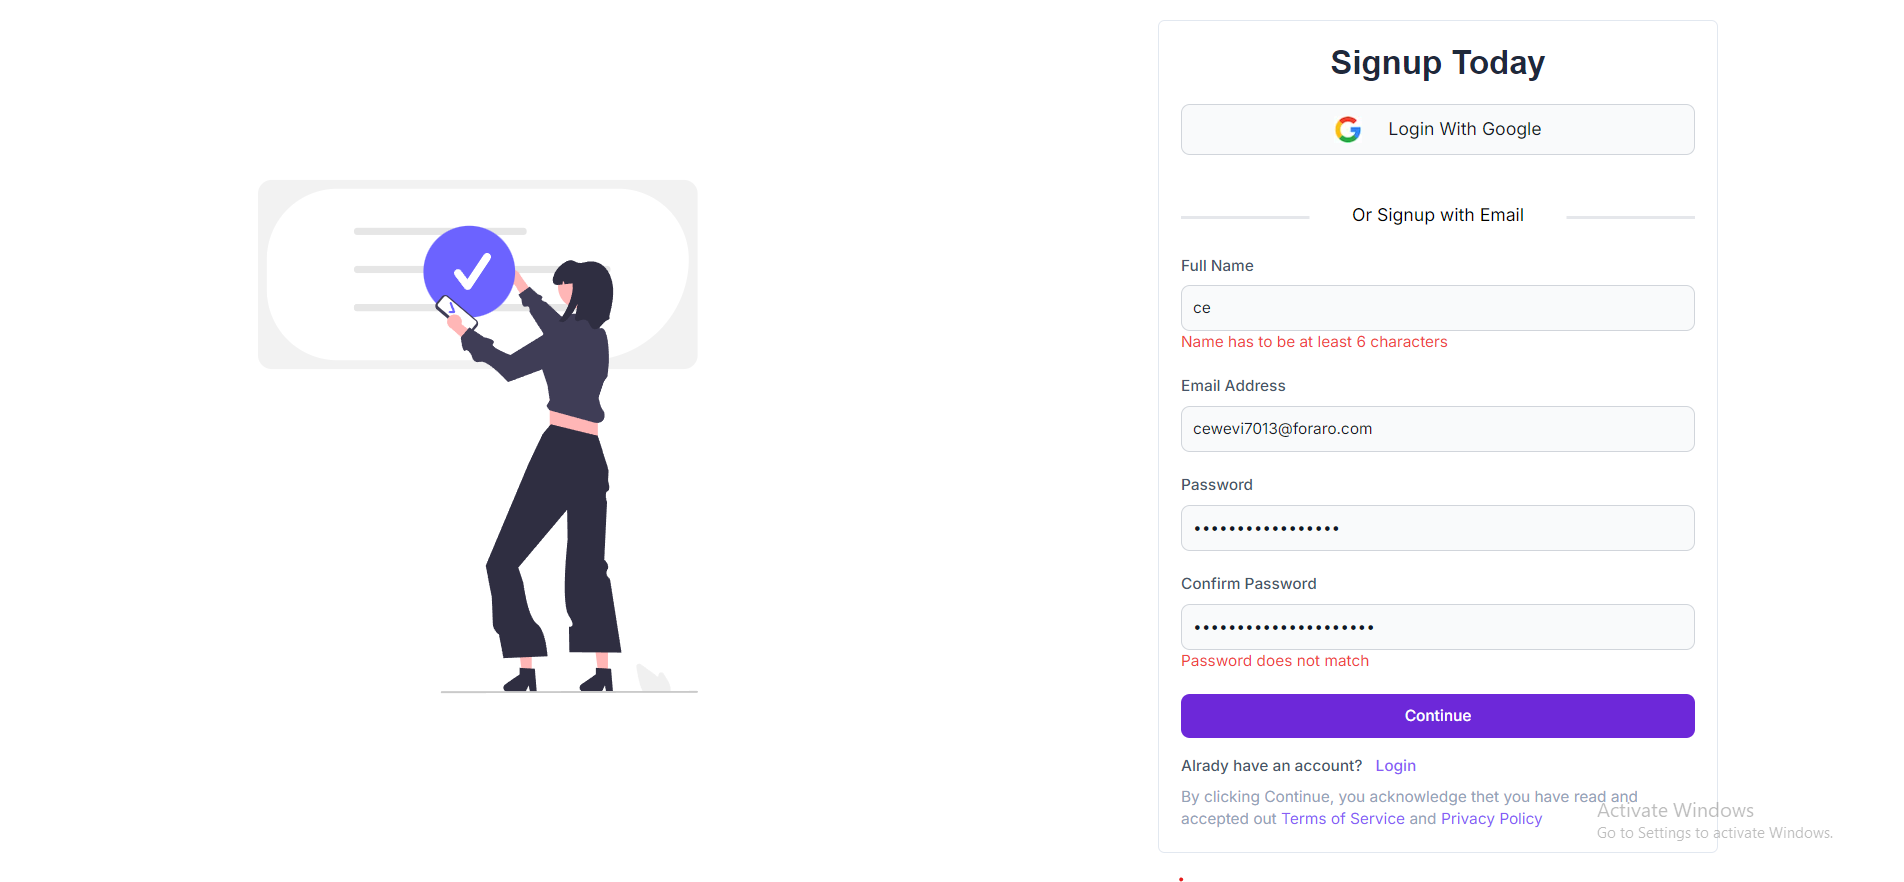 Signup Today
Login With Google
Or Signup with Email
Full Name
ce
Name has to be at least 6 characters
Email Address
cewevi7013@foraro.com
Password
•••••••••••••••••
Confirm Password
•••••••••••••••••••••
Password does not match
Continue
Alrady have an account? Login
By clicking Continue, you acknowledge thet you have read and
accepted out Terms of Service and Privacy Policy
Activate Windows
Go to Settings to activate Windows.